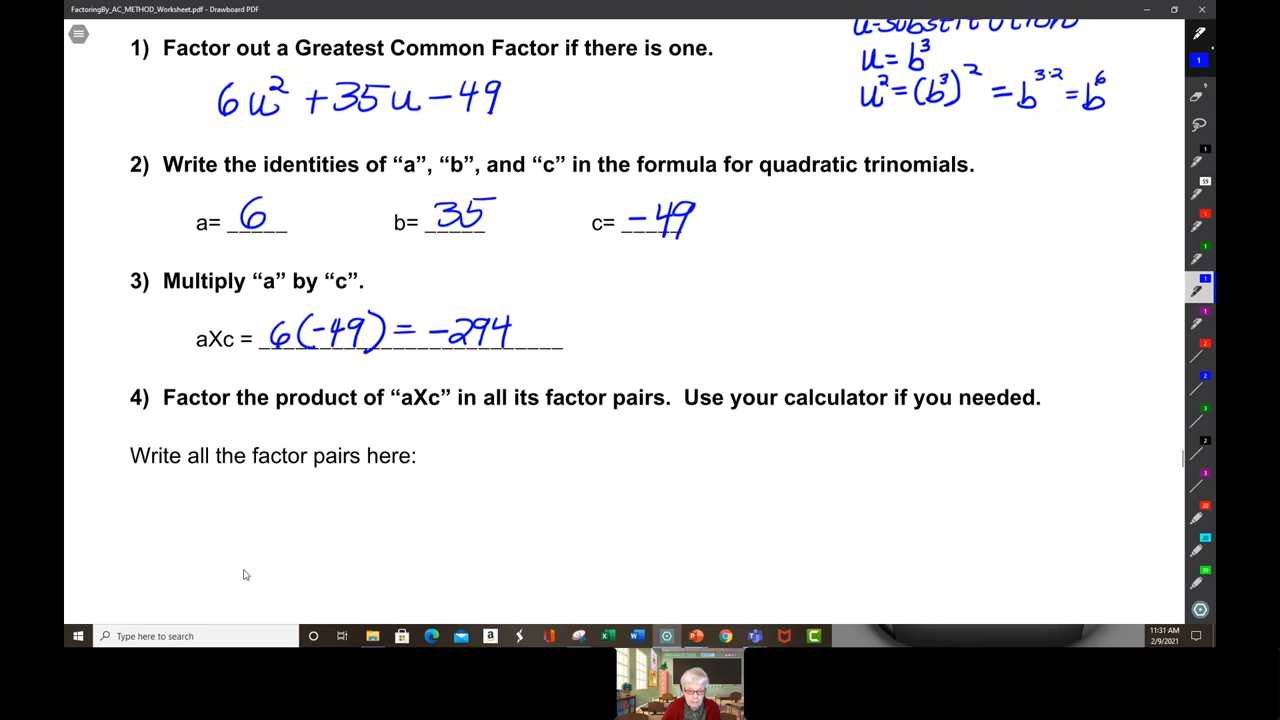 FactoringBy_AC_METHOD_Worksheet.pdf - Drawboard PDF
u-substitution
1) Factor out a Greatest Common Factor if there is one.
u = b³
6u² + 35u - 49
u² = (b³)² = b³·² = b⁶
2) Write the identities of “a”, “b”, and “c” in the formula for quadratic trinomials.
a= 6 b= 35 c= -49
3) Multiply “a” by “c”.
aXc = 6(-49) = -294
4) Factor the product of “aXc” in all its factor pairs. Use your calculator if you needed.
Write all the factor pairs here:
Type here to search
11:31 AM
2/9/2021